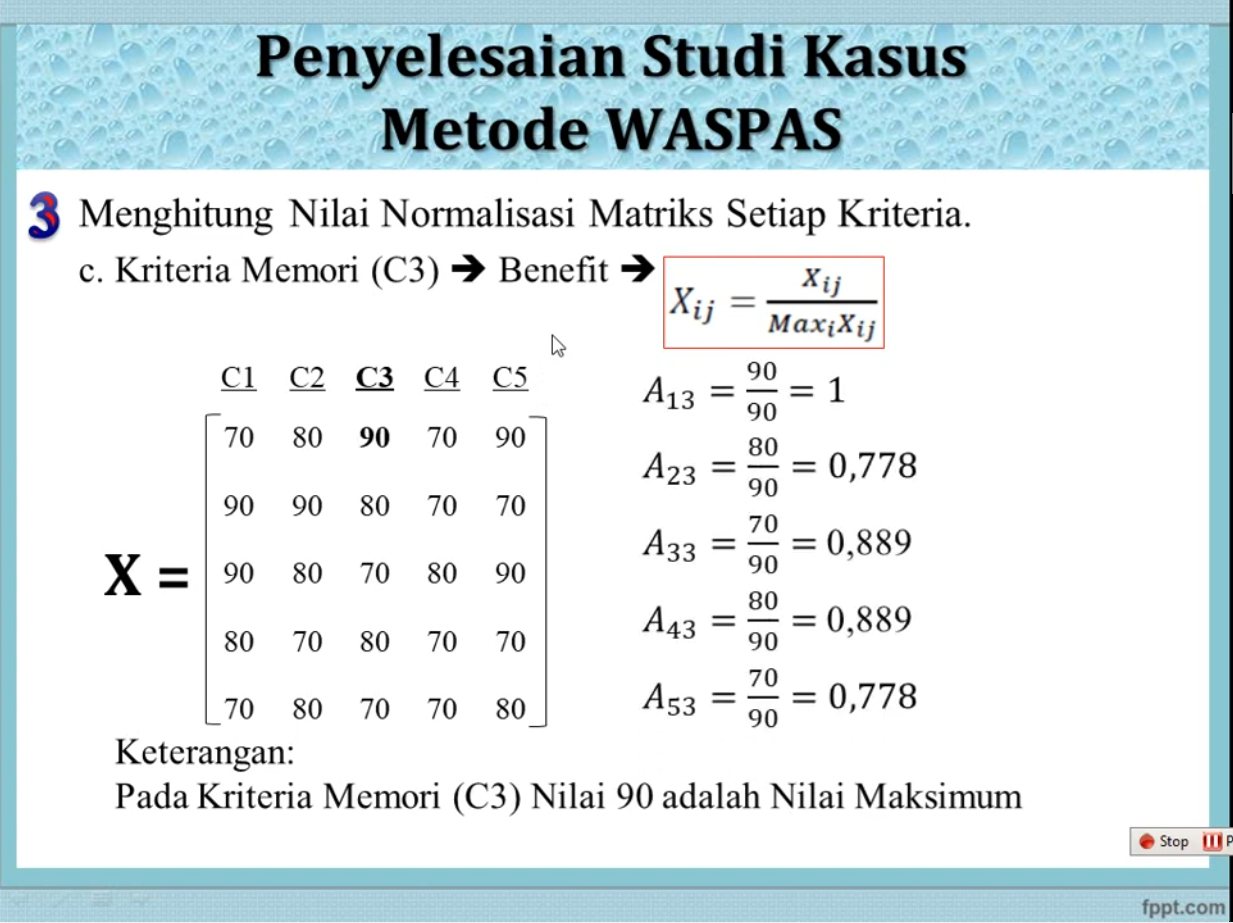 Penyelesaian Studi Kasus
Metode WASPAS
3 Menghitung Nilai Normalisasi Matriks Setiap Kriteria.
c. Kriteria Memori (C3) ➔ Benefit ➔ X_ij = X_ij / Max_i X_ij
C1 C2 C3 C4 C5
70 80 90 70 90
90 90 80 70 70
X = 90 80 70 80 90
80 70 80 70 70
70 80 70 70 80
A_13 = 90/90 = 1
A_23 = 80/90 = 0,778
A_33 = 70/90 = 0,889
A_43 = 80/90 = 0,889
A_53 = 70/90 = 0,778
Keterangan:
Pada Kriteria Memori (C3) Nilai 90 adalah Nilai Maksimum
Stop P
fppt.com